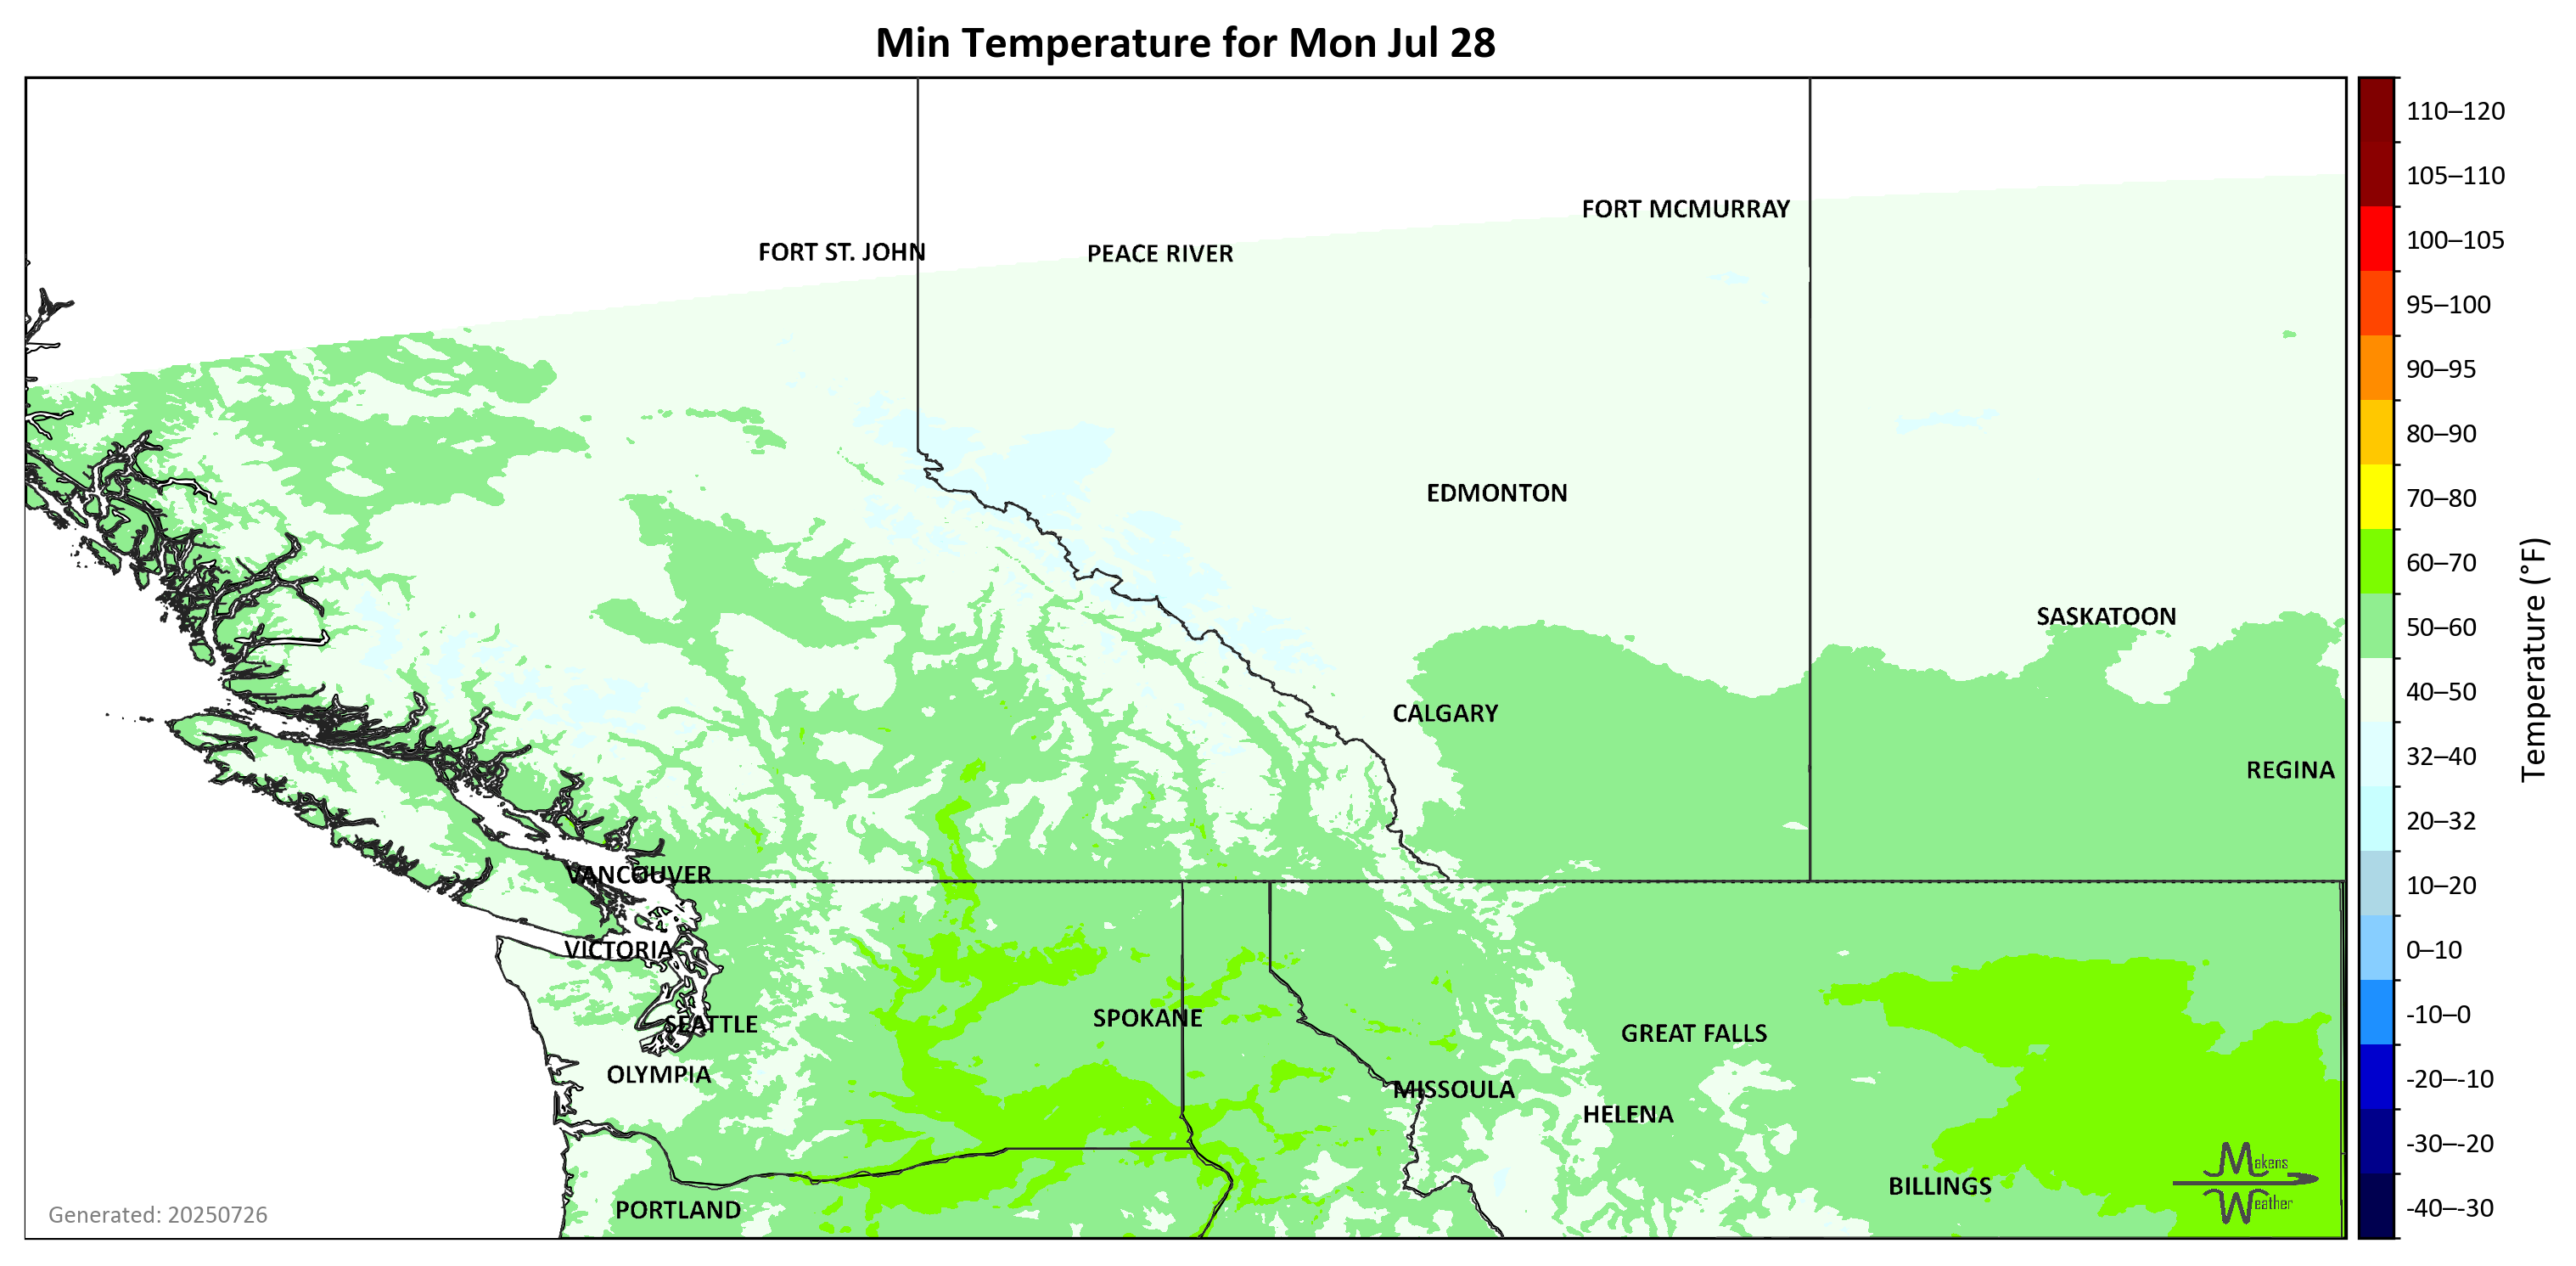 Min Temperature for Mon Jul 28
110–120
105–110
100–105
95–100
90–95
80–90
70–80
60–70
50–60
40–50
32–40
20–32
10–20
0–10
-10–0
-20–-10
-30–-20
-40–-30
Temperature (°F)
FORT MCMURRAY
FORT ST. JOHN
PEACE RIVER
EDMONTON
SASKATOON
CALGARY
REGINA
VANCOUVER
VICTORIA
SEATTLE
SPOKANE
GREAT FALLS
OLYMPIA
MISSOULA
HELENA
BILLINGS
PORTLAND
Makens
Weather
Generated: 20250726